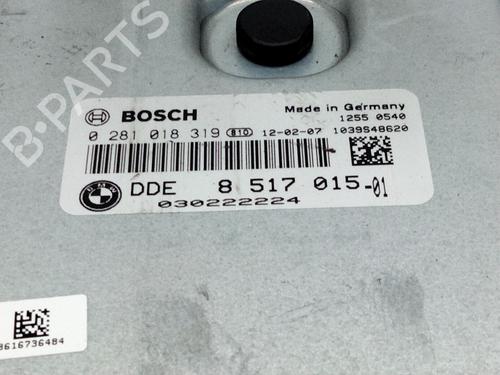 B-PARTS
BOSCH
Made in Germany
1255 0540
0 281 018 319 B10 12-02-07 1039S48620
DDE 8 517 015-01
030222224
8616736484